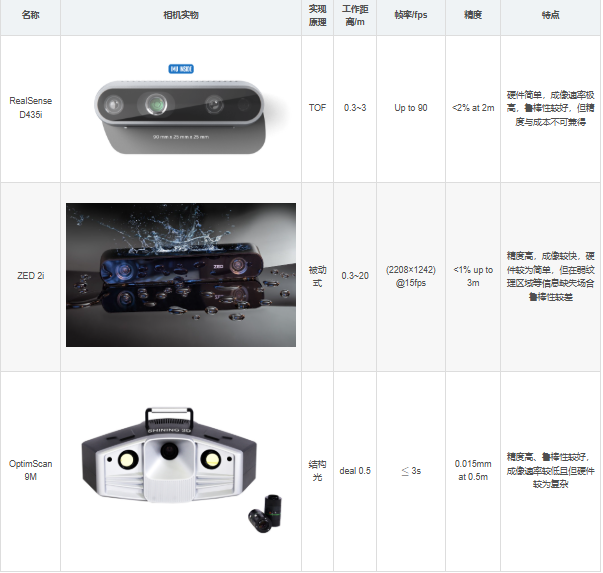 名称
相机实物
实现
原理
工作距
离/m
帧率/fps
精度
特点
RealSense
D435i
90 mm x 25 mm x 25 mm
TOF
0.3~3
Up to 90
<2% at 2m
硬件简单，成像速率极
高，鲁棒性较好，但精
度与成本不可兼得
ZED 2i
ZED
被动
式
0.3~20
(2208×1242)
@15fps
<1% up to
3m
精度高，成像较快，硬
件较为简单，但在弱纹
理区域等信息缺失场合
鲁棒性较差
OptimScan
9M
SHINING 3D
结构
光
deal 0.5
≤ 3s
0.015mm
at 0.5m
精度高、鲁棒性较好，
成像速率较低且但硬件
较为复杂